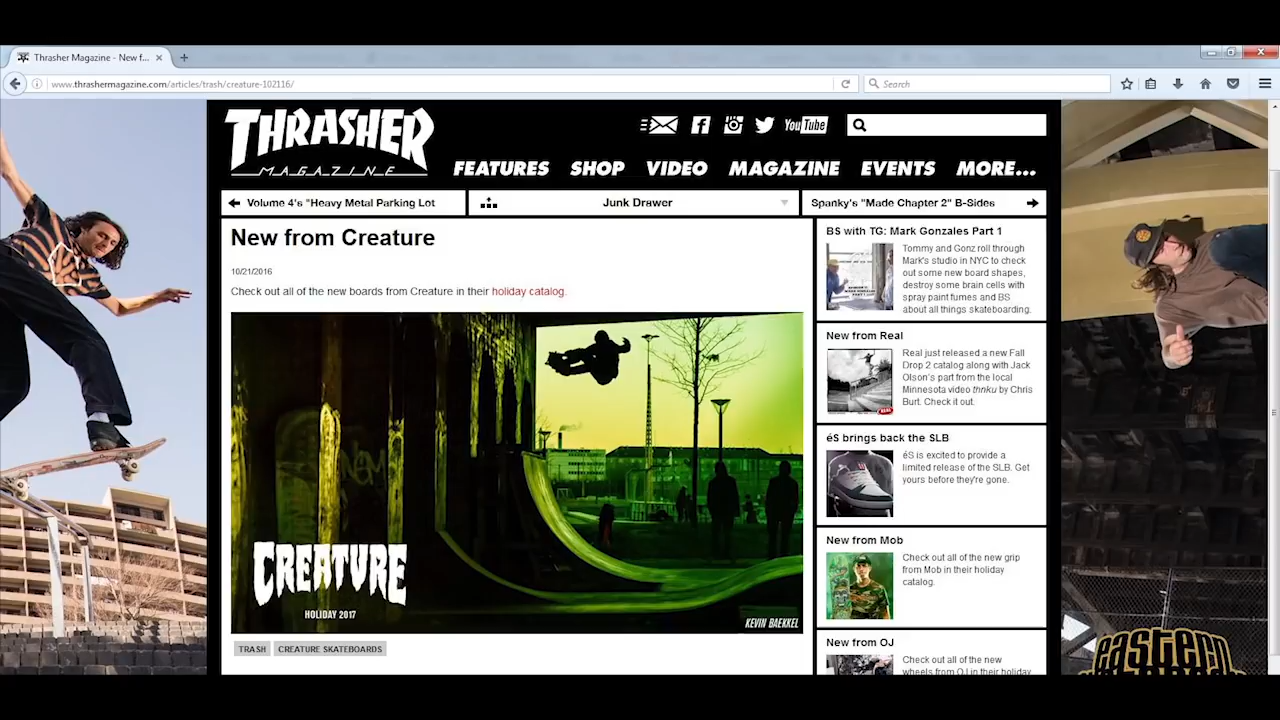 Thrasher Magazine - New f...
www.thrashermagazine.com/articles/trash/creature-102116/
Search
THRASHER
MAGAZINE
YouTube
FEATURES SHOP VIDEO MAGAZINE EVENTS MORE...
Volume 4's "Heavy Metal Parking Lot
Junk Drawer
Spanky's "Made Chapter 2" B-Sides
New from Creature
10/21/2016
Check out all of the new boards from Creature in their holiday catalog.
CREATURE
HOLIDAY 2017
KEVIN BAEKKEL
TRASH
CREATURE SKATEBOARDS
BS with TG: Mark Gonzales Part 1
Tommy and Gonz roll through
Mark's studio in NYC to check
out some new board shapes,
destroy some brain cells with
spray paint fumes and BS
about all things skateboarding.
New from Real
Real just released a new Fall
Drop 2 catalog along with Jack
Olson's part from the local
Minnesota video thnku by Chris
Burt. Check it out.
éS brings back the SLB
éS is excited to provide a
limited release of the SLB. Get
yours before they're gone.
New from Mob
Check out all of the new grip
from Mob in their holiday
catalog.
New from OJ
Check out all of the new
wheels from OJ in their holiday
eastern